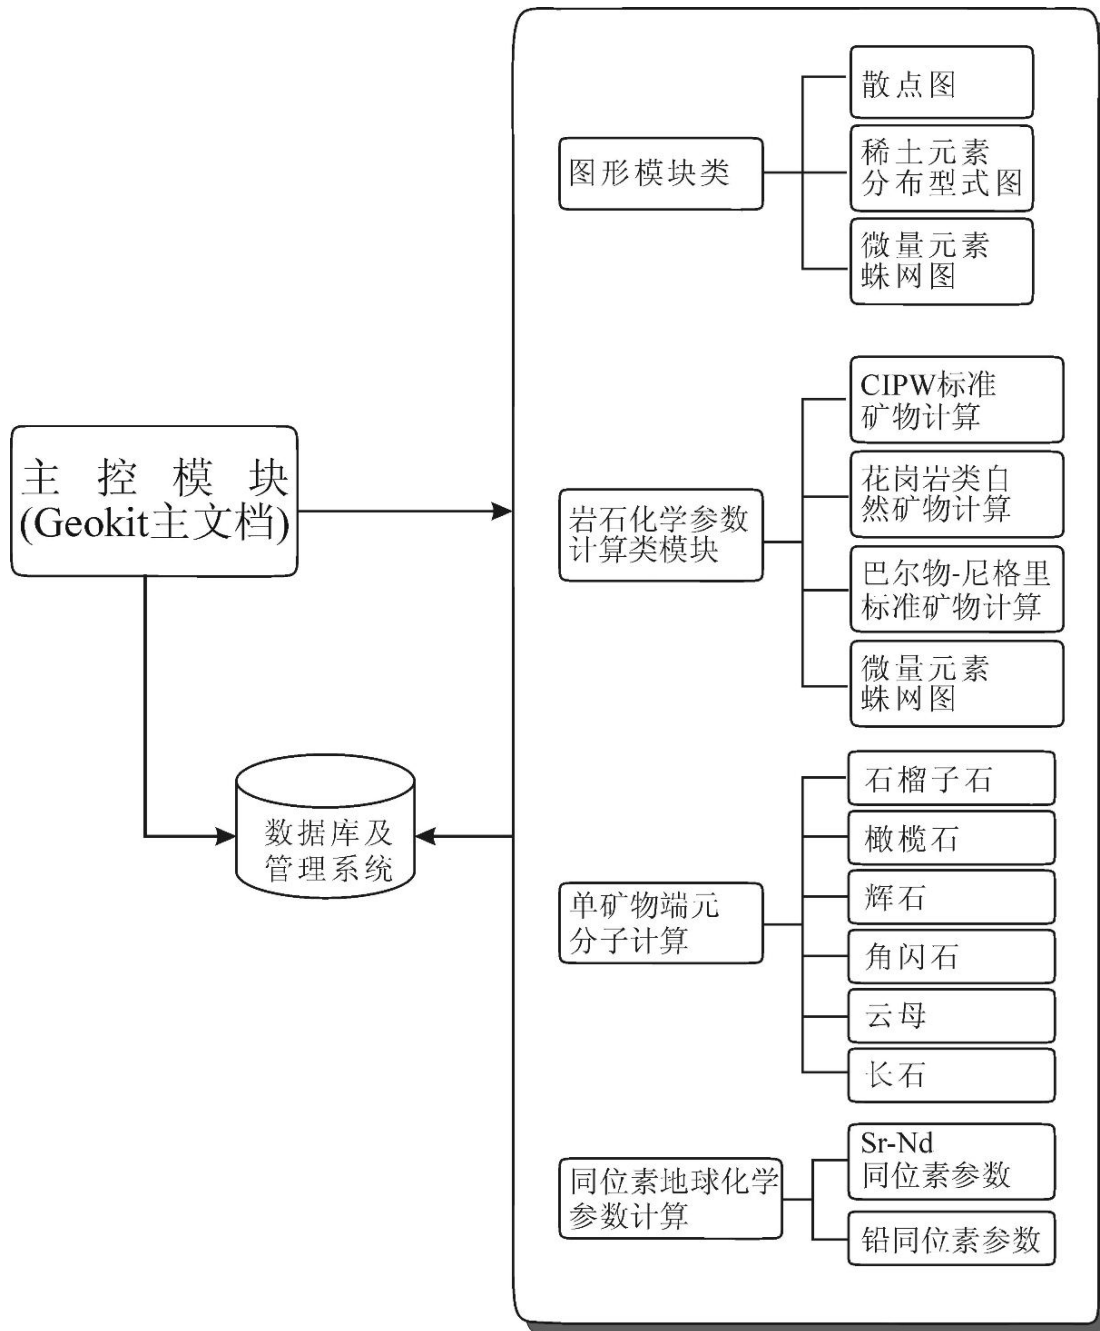 主控模块
(Geokit主文档)
数据库及
管理系统
图形模块类
散点图
稀土元素
分布型式图
微量元素
蛛网图
岩石化学参数
计算类模块
CIPW标准
矿物计算
花岗岩类自
然矿物计算
巴尔物-尼格里
标准矿物计算
微量元素
蛛网图
单矿物端元
分子计算
石榴子石
橄榄石
辉石
角闪石
云母
长石
同位素地球化学
参数计算
Sr-Nd
同位素参数
铅同位素参数